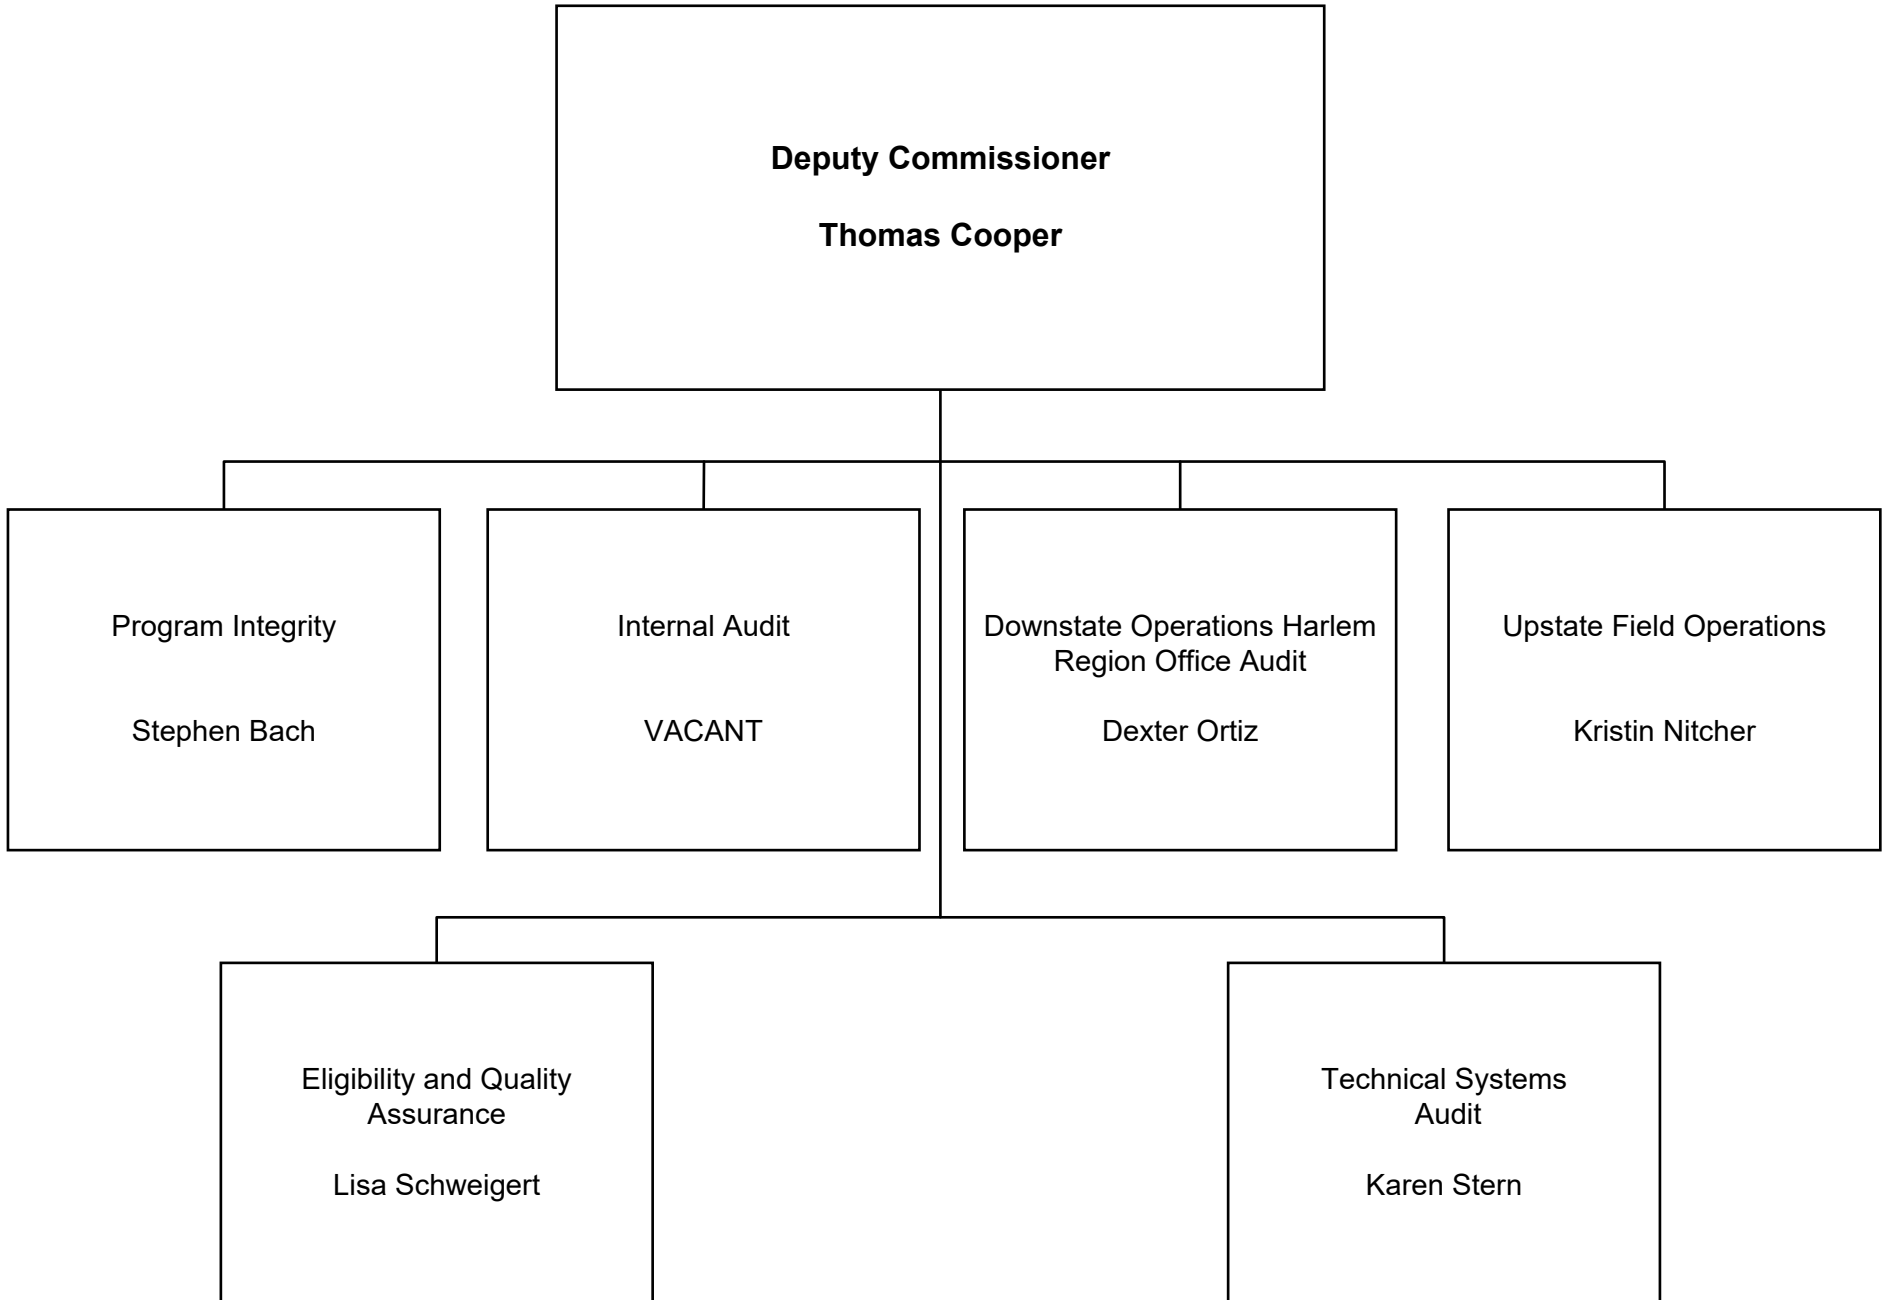 Deputy Commissioner
Thomas Cooper
Program Integrity
Stephen Bach
Internal Audit
VACANT
Downstate Operations Harlem
Region Office Audit
Dexter Ortiz
Upstate Field Operations
Kristin Nitcher
Eligibility and Quality
Assurance
Lisa Schweigert
Technical Systems
Audit
Karen Stern